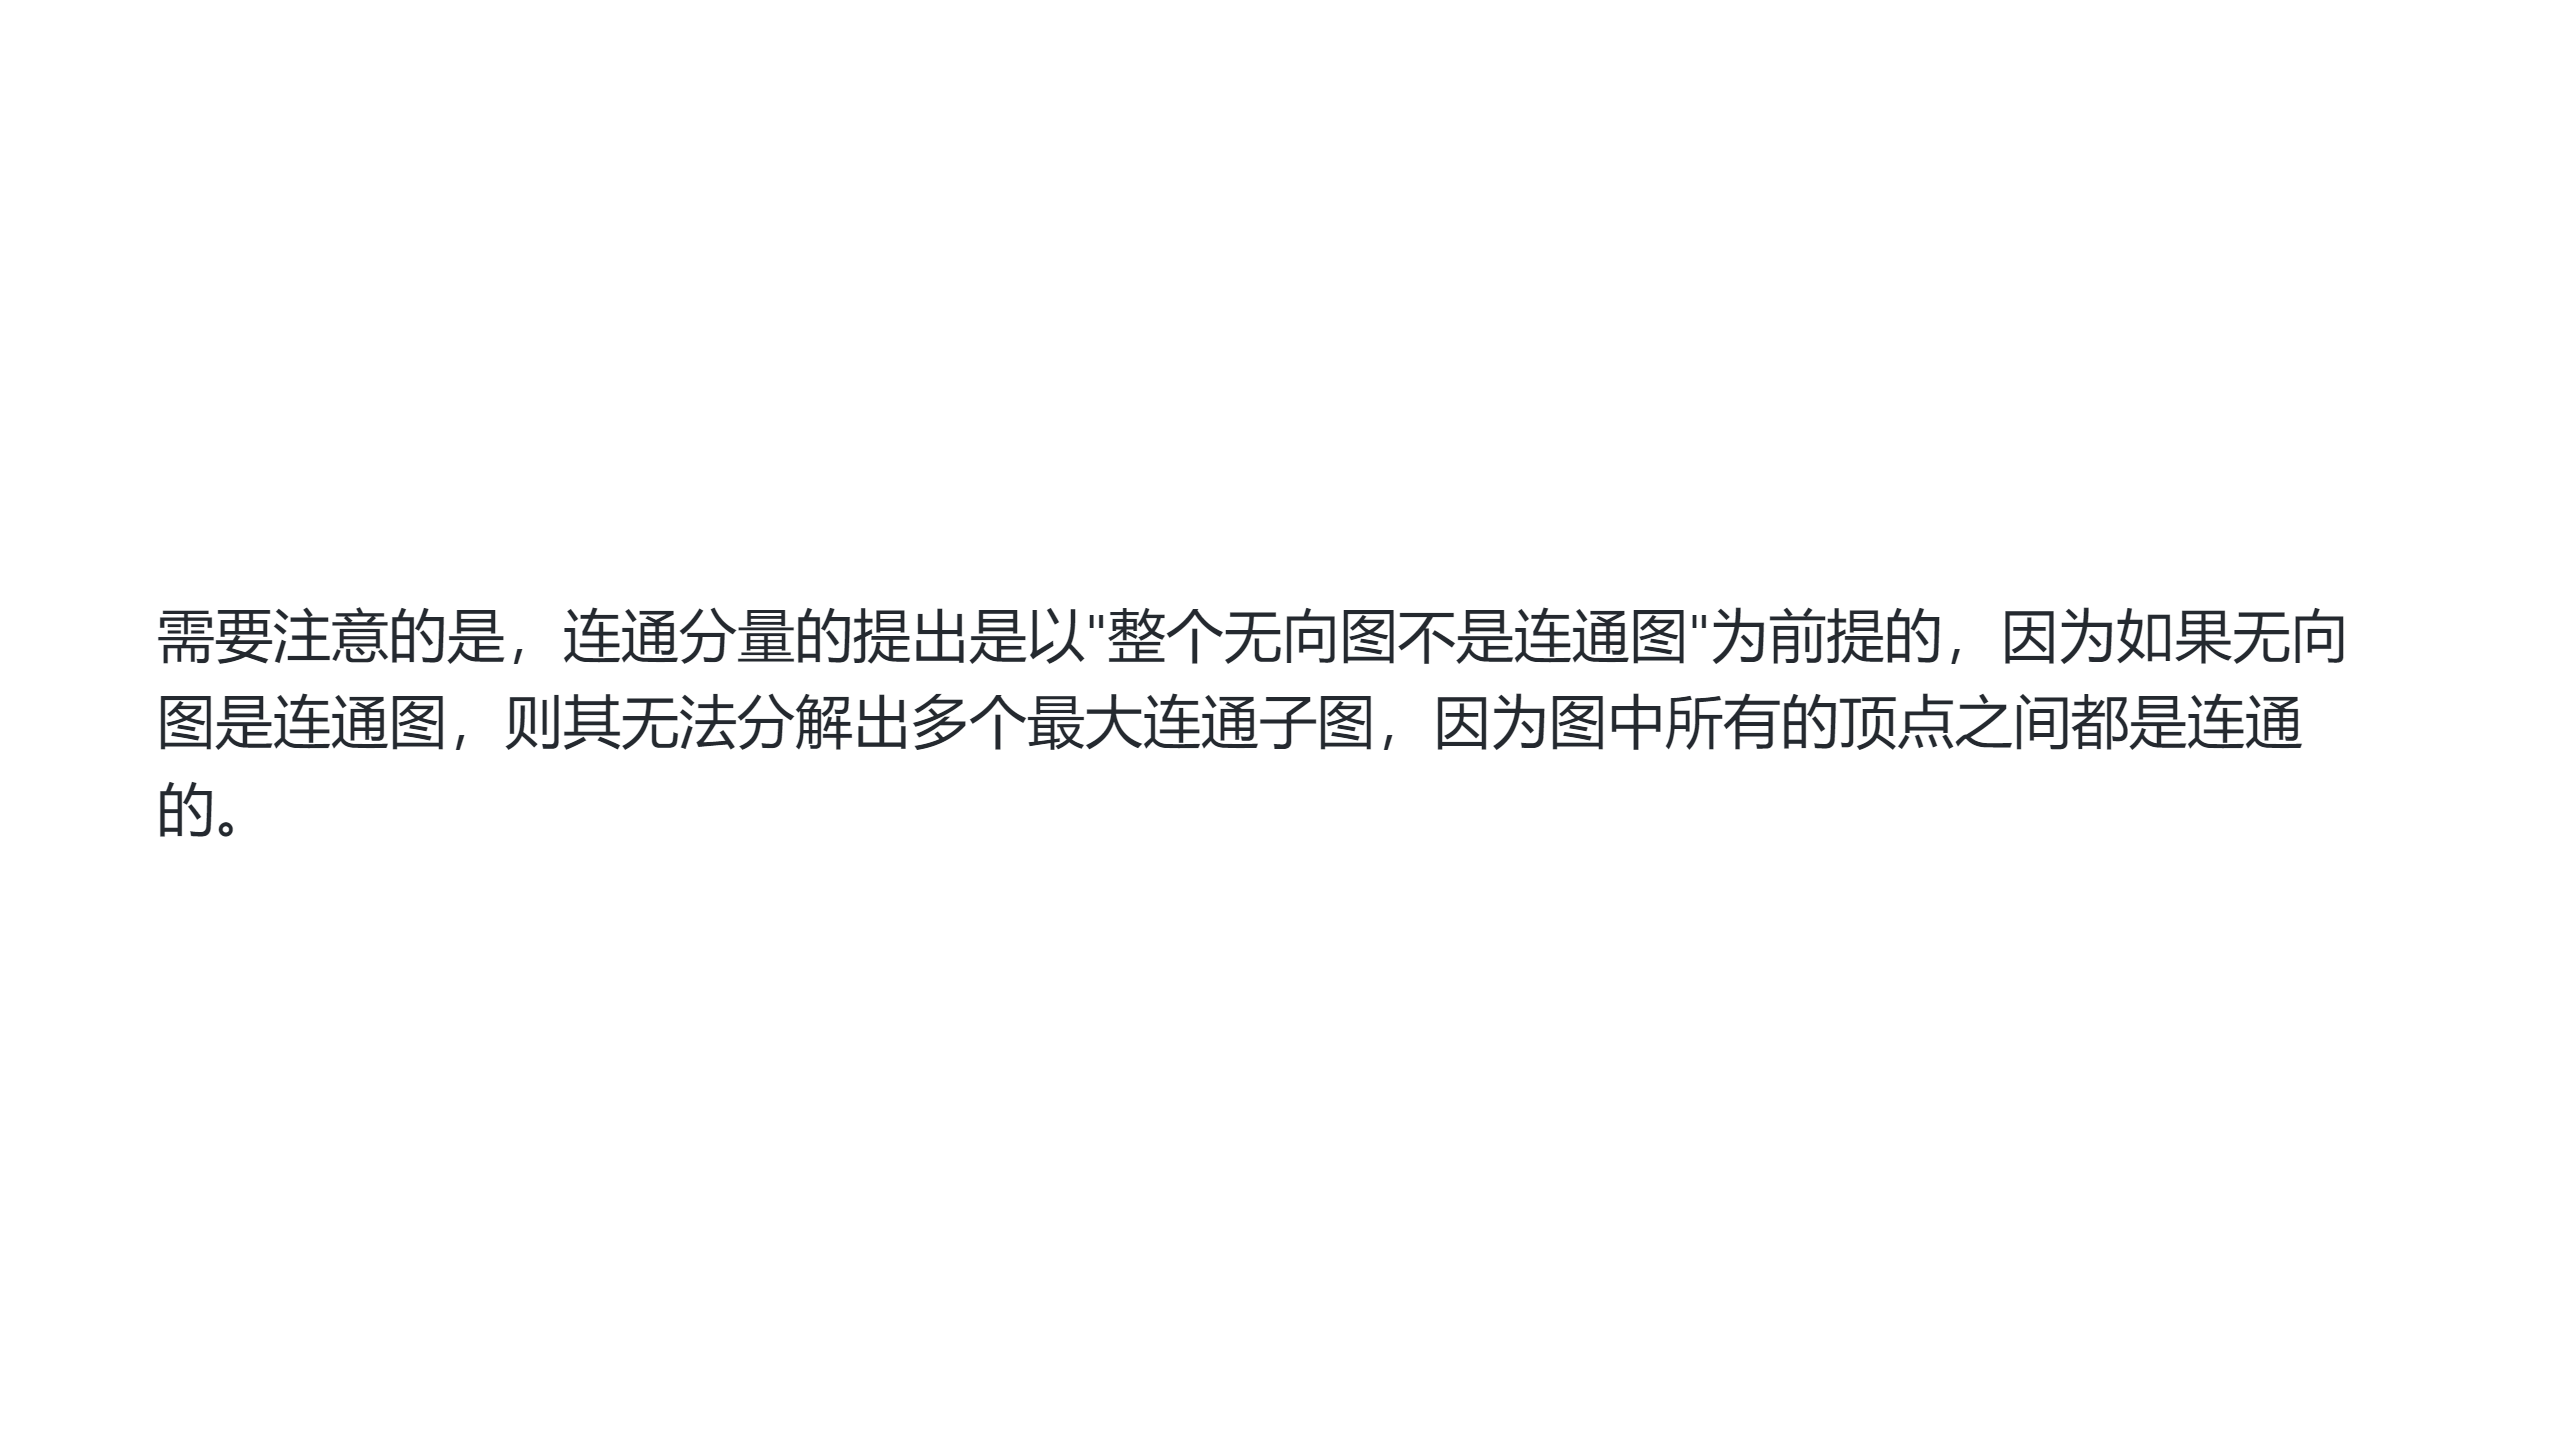 需要注意的是，连通分量的提出是以"整个无向图不是连通图"为前提的，因为如果无向
图是连通图，则其无法分解出多个最大连通子图，因为图中所有的顶点之间都是连通
的。